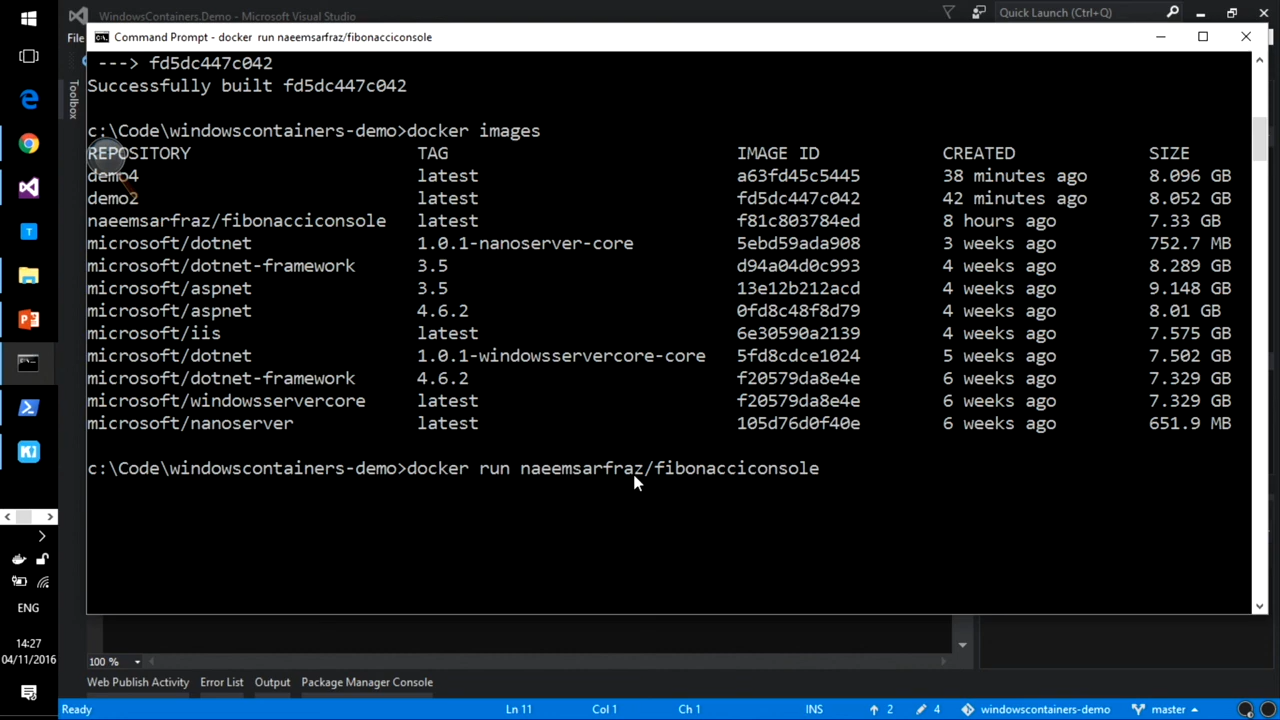 WindowsContainers.Demo - Microsoft Visual Studio
Quick Launch (Ctrl+Q)
File
Command Prompt - docker run naeemsarfraz/fibonacciconsole
Toolbox
---> fd5dc447c042
Successfully built fd5dc447c042
c:\Code\windowscontainers-demo>docker images
REPOSITORY TAG IMAGE ID CREATED SIZE
demo4 latest a63fd45c5445 38 minutes ago 8.096 GB
demo2 latest fd5dc447c042 42 minutes ago 8.052 GB
naeemsarfraz/fibonacciconsole latest f81c803784ed 8 hours ago 7.33 GB
microsoft/dotnet 1.0.1-nanoserver-core 5ebd59ada908 3 weeks ago 752.7 MB
microsoft/dotnet-framework 3.5 d94a04d0c993 4 weeks ago 8.289 GB
microsoft/aspnet 3.5 13e12b212acd 4 weeks ago 9.148 GB
microsoft/aspnet 4.6.2 0fd8c48f8d79 4 weeks ago 8.01 GB
microsoft/iis latest 6e30590a2139 4 weeks ago 7.575 GB
microsoft/dotnet 1.0.1-windowsservercore-core 5fd8cdce1024 5 weeks ago 7.502 GB
microsoft/dotnet-framework 4.6.2 f20579da8e4e 6 weeks ago 7.329 GB
microsoft/windowsservercore latest f20579da8e4e 6 weeks ago 7.329 GB
microsoft/nanoserver latest 105d76d0f40e 6 weeks ago 651.9 MB
c:\Code\windowscontainers-demo>docker run naeemsarfraz/fibonacciconsole
ENG
14:27
04/11/2016
100 %
Web Publish Activity Error List Output Package Manager Console
Ready Ln 11 Col 1 Ch 1 INS 2 4 windowscontainers-demo master